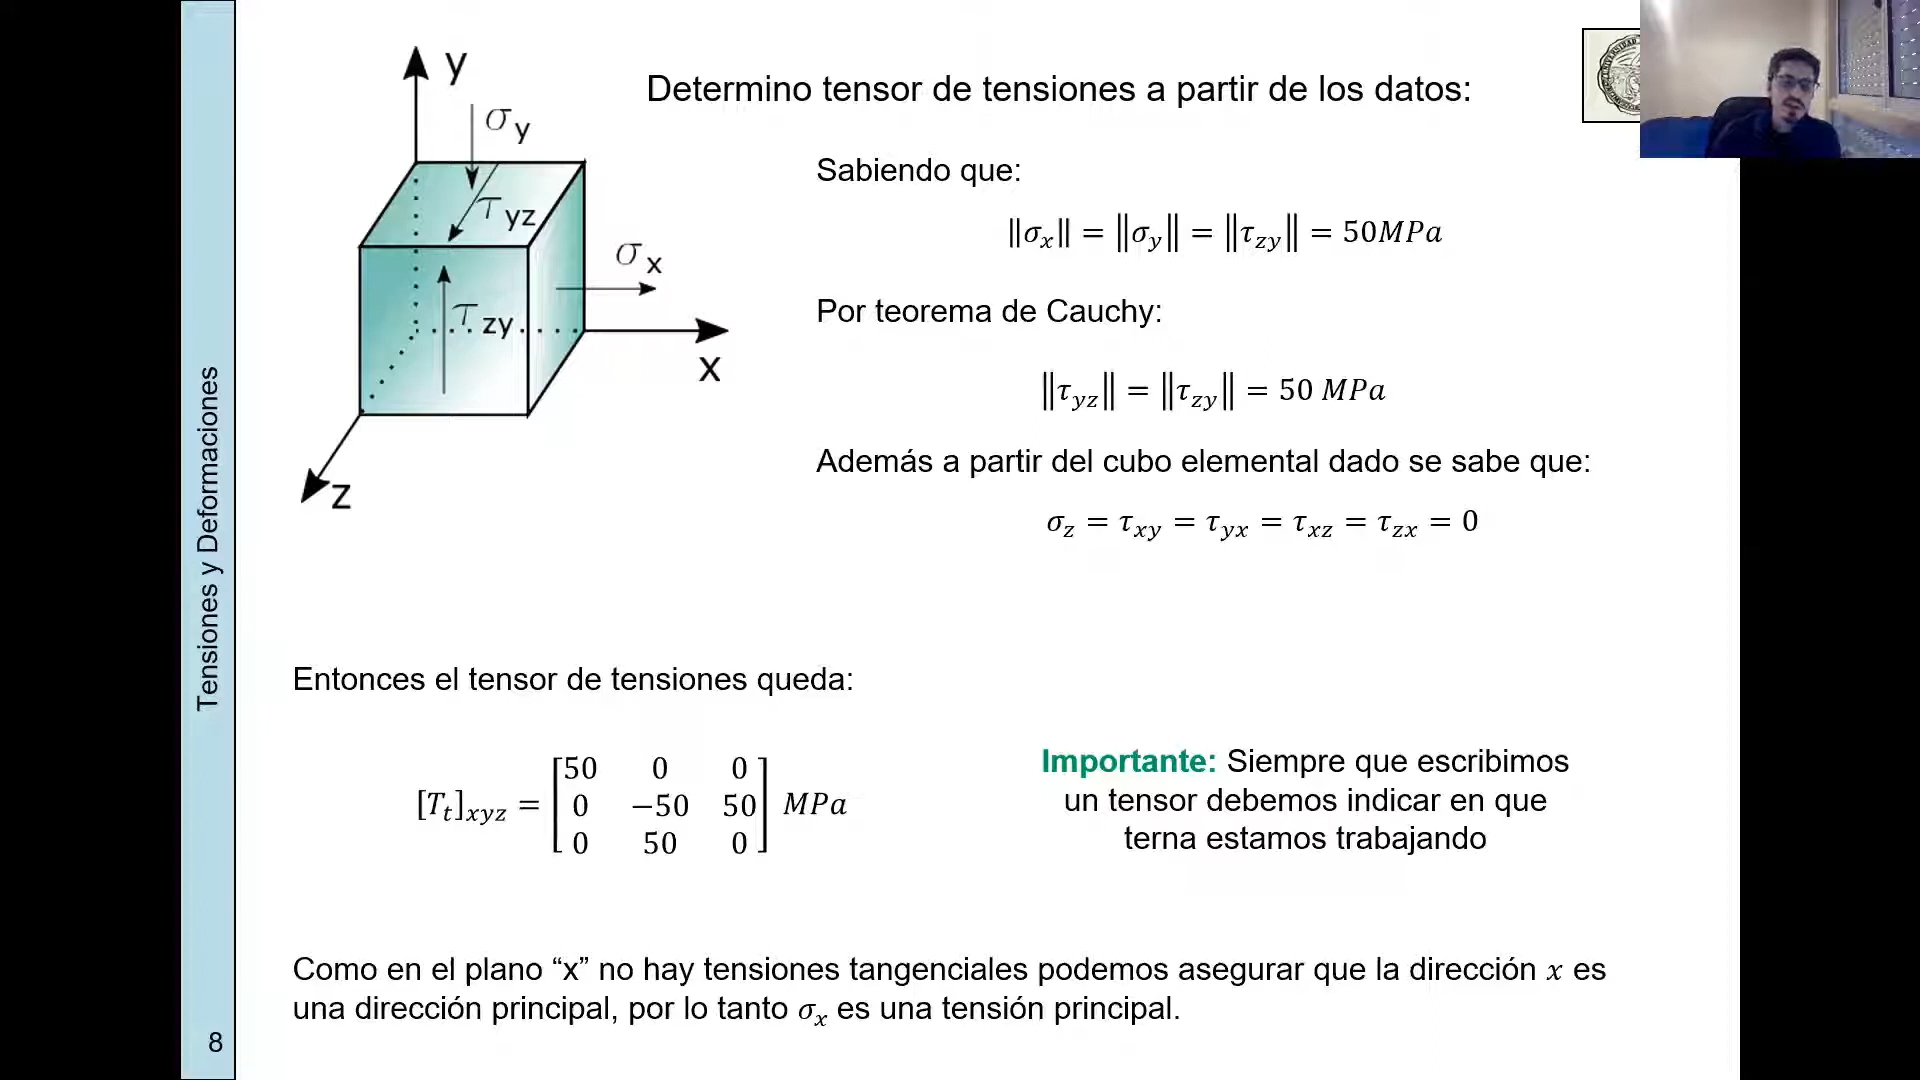 Determino tensor de tensiones a partir de los datos:
y
σ_y
τ_yz
σ_x
τ_zy
x
z
Sabiendo que:
‖σ_x‖ = ‖σ_y‖ = ‖τ_zy‖ = 50MPa
Por teorema de Cauchy:
‖τ_yz‖ = ‖τ_zy‖ = 50 MPa
Además a partir del cubo elemental dado se sabe que:
σ_z = τ_xy = τ_yx = τ_xz = τ_zx = 0
Tensiones y Deformaciones
Entonces el tensor de tensiones queda:
50 0 0
[T_t]_xyz = [0 −50 50] MPa
0 50 0
Importante: Siempre que escribimos
un tensor debemos indicar en que
terna estamos trabajando
Como en el plano “x” no hay tensiones tangenciales podemos asegurar que la dirección x es
una dirección principal, por lo tanto σ_x es una tensión principal.
8